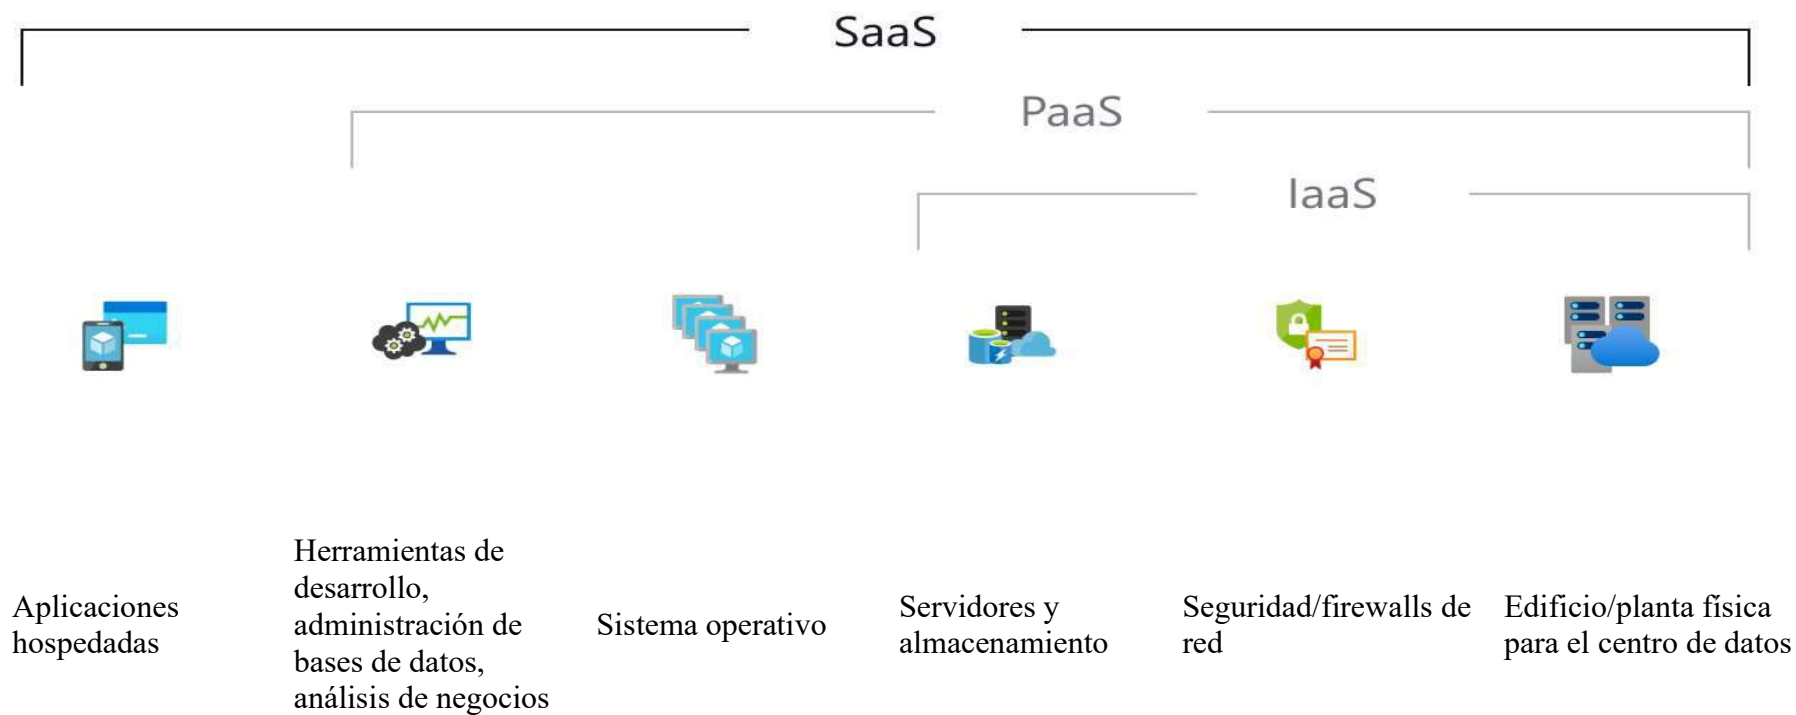 SaaS
PaaS
IaaS
Aplicaciones
hospedadas
Herramientas de
desarrollo,
administración de
bases de datos,
análisis de negocios
Sistema operativo
Servidores y
almacenamiento
Seguridad/firewalls de
red
Edificio/planta física
para el centro de datos